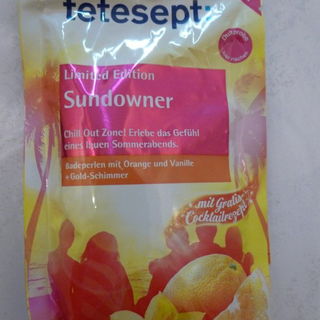 tetesept:
Duftprobe
Limited Edition
Sundowner
Chill Out Zone! Erlebe das Gefühl
eines lauen Sommerabends.
Badeperlen mit Orange und Vanille
+Gold-Schimmer
...mit Gratis-
Cocktailrezept